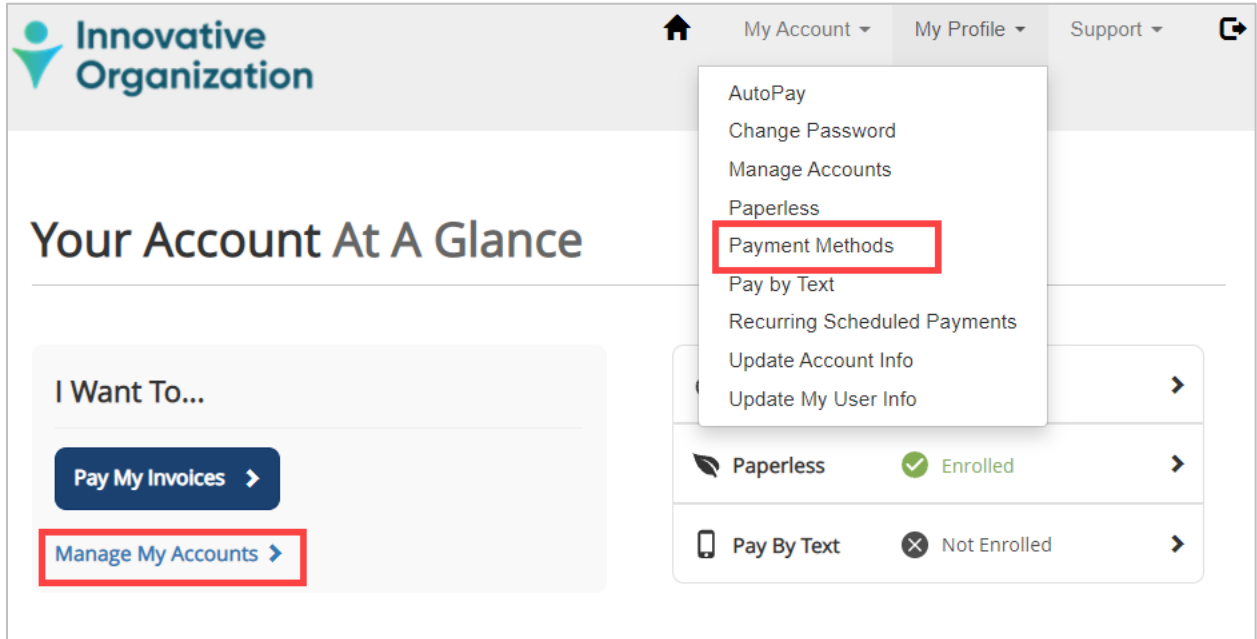 Innovative
Organization
My Account
My Profile
Support
AutoPay
Change Password
Manage Accounts
Paperless
Payment Methods
Pay by Text
Recurring Scheduled Payments
Update Account Info
Update My User Info
Your Account At A Glance
I Want To...
Pay My Invoices
Manage My Accounts
Paperless Enrolled
Pay By Text Not Enrolled